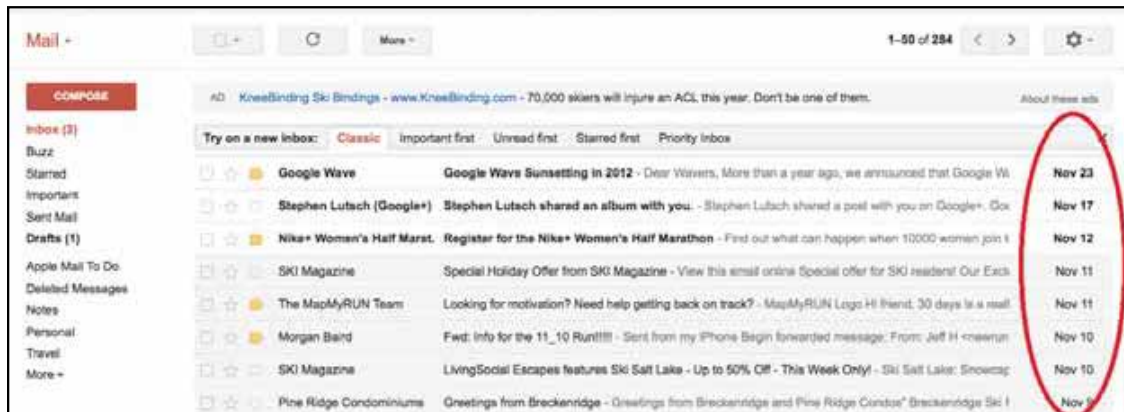 Mail
More
1–50 of 284
COMPOSE
AD KneeBinding Ski Bindings - www.KneeBinding.com - 70,000 skiers will injure an ACL this year. Don't be one of them. About these ads
Inbox (3)
Buzz
Starred
Important
Sent Mail
Drafts (1)
Apple Mail To Do
Deleted Messages
Notes
Personal
Travel
More
Try on a new inbox: Classic Important first Unread first Starred first Priority Inbox
Google Wave Google Wave Sunsetting in 2012 - Dear Wavers, More than a year ago, we announced that Google Nov 23
Stephen Lutsch (Google+) Stephen Lutsch shared an album with you. - Stephen Lutsch shared a post with you on Google+. Nov 17
Nike+ Women's Half Marat. Register for the Nike+ Women's Half Marathon - Find out what can happen when 10000 women join Nov 12
SKI Magazine Special Holiday Offer from SKI Magazine - View this email online Special offer for SKI readers! Our Nov 11
The MapMyRUN Team Looking for motivation? Need help getting back on track? - MapMyRUN Logo Hi friend, 30 days is a Nov 11
Morgan Baird Fwd: Info for the 11_10 Run!!!!! - Sent from my iPhone Begin forwarded message: From: Jeff H Nov 10
SKI Magazine LivingSocial Escapes features Ski Salt Lake - Up to 50% Off - This Week Only! - Ski Salt Lake: Nov 10
Pine Ridge Condominiums Greetings from Breckenridge - Greetings from Breckenridge and Pine Ridge Condos" Breckenridge Ski Nov 9